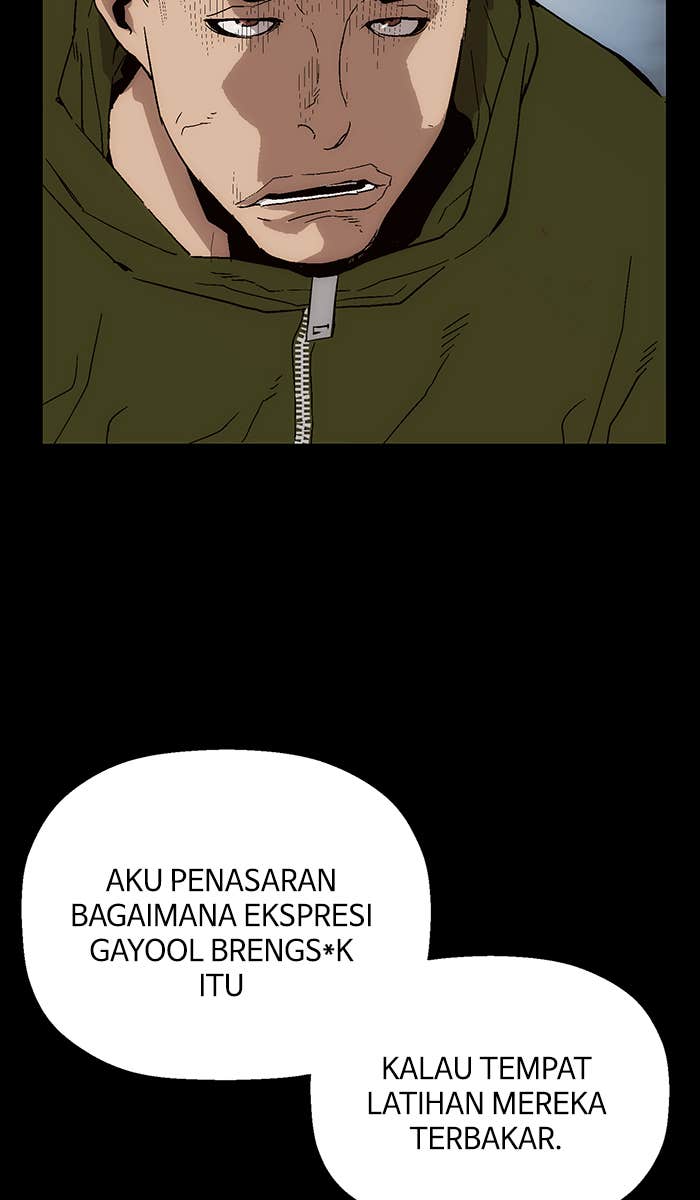 AKU PENASARAN
BAGAIMANA EKSPRESI
GAYOOL BRENGS*K
ITU
KALAU TEMPAT
LATIHAN MEREKA
TERBAKAR.